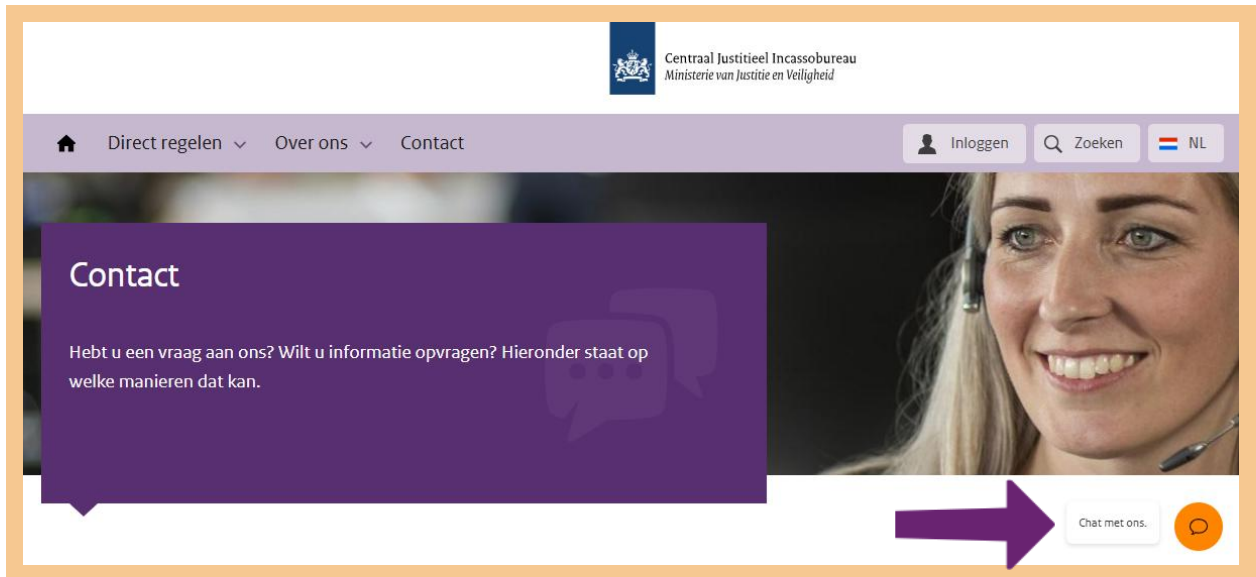 Centraal Justitieel Incassobureau
Ministerie van Justitie en Veiligheid
Direct regelen
Over ons
Contact
Inloggen
Zoeken
NL
Contact
Hebt u een vraag aan ons? Wilt u informatie opvragen? Hieronder staat op
welke manieren dat kan.
Chat met ons.